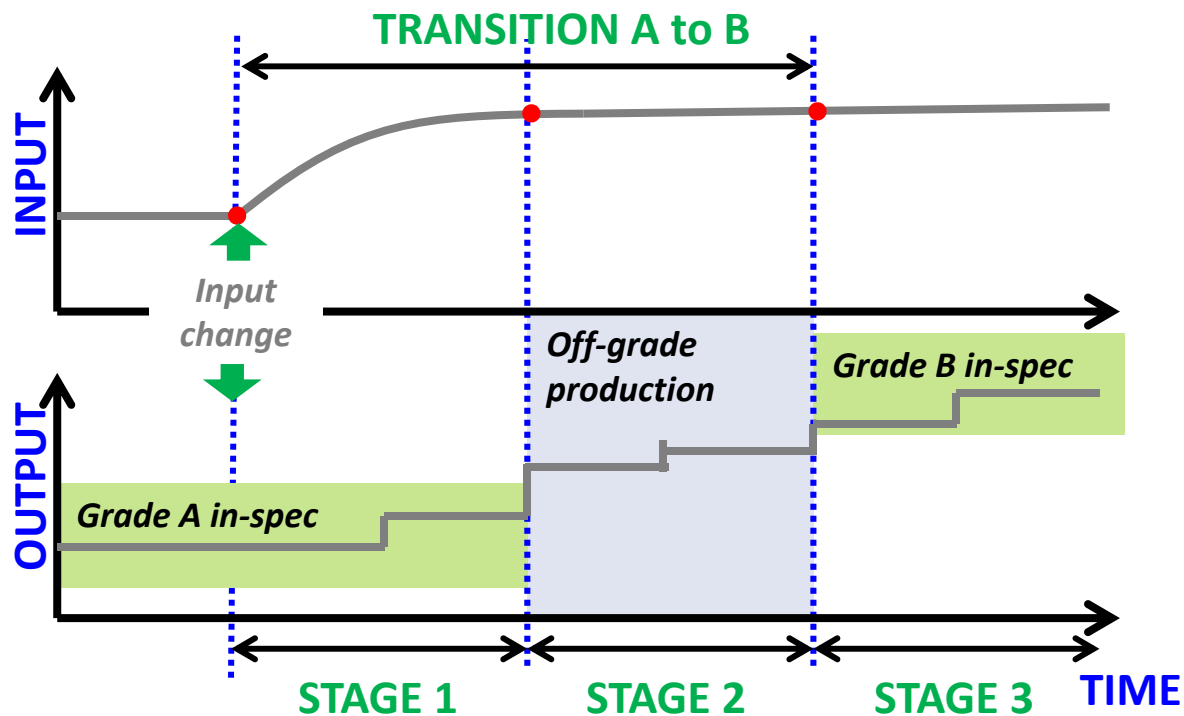 TRANSITION A to B
INPUT
Input
change
Off-grade
production
Grade B in-spec
OUTPUT
Grade A in-spec
STAGE 1
STAGE 2
STAGE 3
TIME